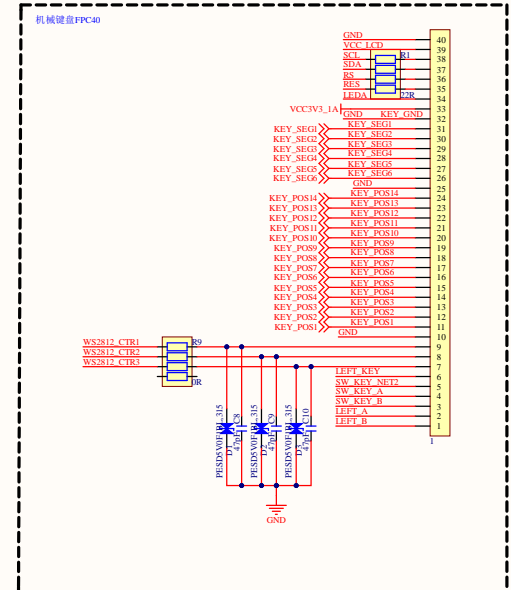 机械键盘FPC40
GND 40
VCC_LCD 39
SCL R1 38
SDA 37
RS 36
RES 35
LEDA 22R 34
VCC3V3_1A 33
GND KEY_GND 32
KEY_SEG1 KEY_SEG1 31
KEY_SEG2 KEY_SEG2 30
KEY_SEG3 KEY_SEG3 29
KEY_SEG4 KEY_SEG4 28
KEY_SEG5 KEY_SEG5 27
KEY_SEG6 KEY_SEG6 26
GND 25
KEY_POS14 KEY_POS14 24
KEY_POS13 KEY_POS13 23
KEY_POS12 KEY_POS12 22
KEY_POS11 KEY_POS11 21
KEY_POS10 KEY_POS10 20
KEY_POS9 KEY_POS9 19
KEY_POS8 KEY_POS8 18
KEY_POS7 KEY_POS7 17
KEY_POS6 KEY_POS6 16
KEY_POS5 KEY_POS5 15
KEY_POS4 KEY_POS4 14
KEY_POS3 KEY_POS3 13
KEY_POS2 KEY_POS2 12
KEY_POS1 KEY_POS1 11
GND 10
WS2812_CTR1 R9 9
WS2812_CTR2 8
WS2812_CTR3 7
LEFT_KEY 6
0R SW_KEY_NET2 5
SW_KEY_A 4
SW_KEY_B 3
LEFT_A 2
LEFT_B 1
1
D1
47pF C8
D2
47pF C9
D3
47pF C10
GND